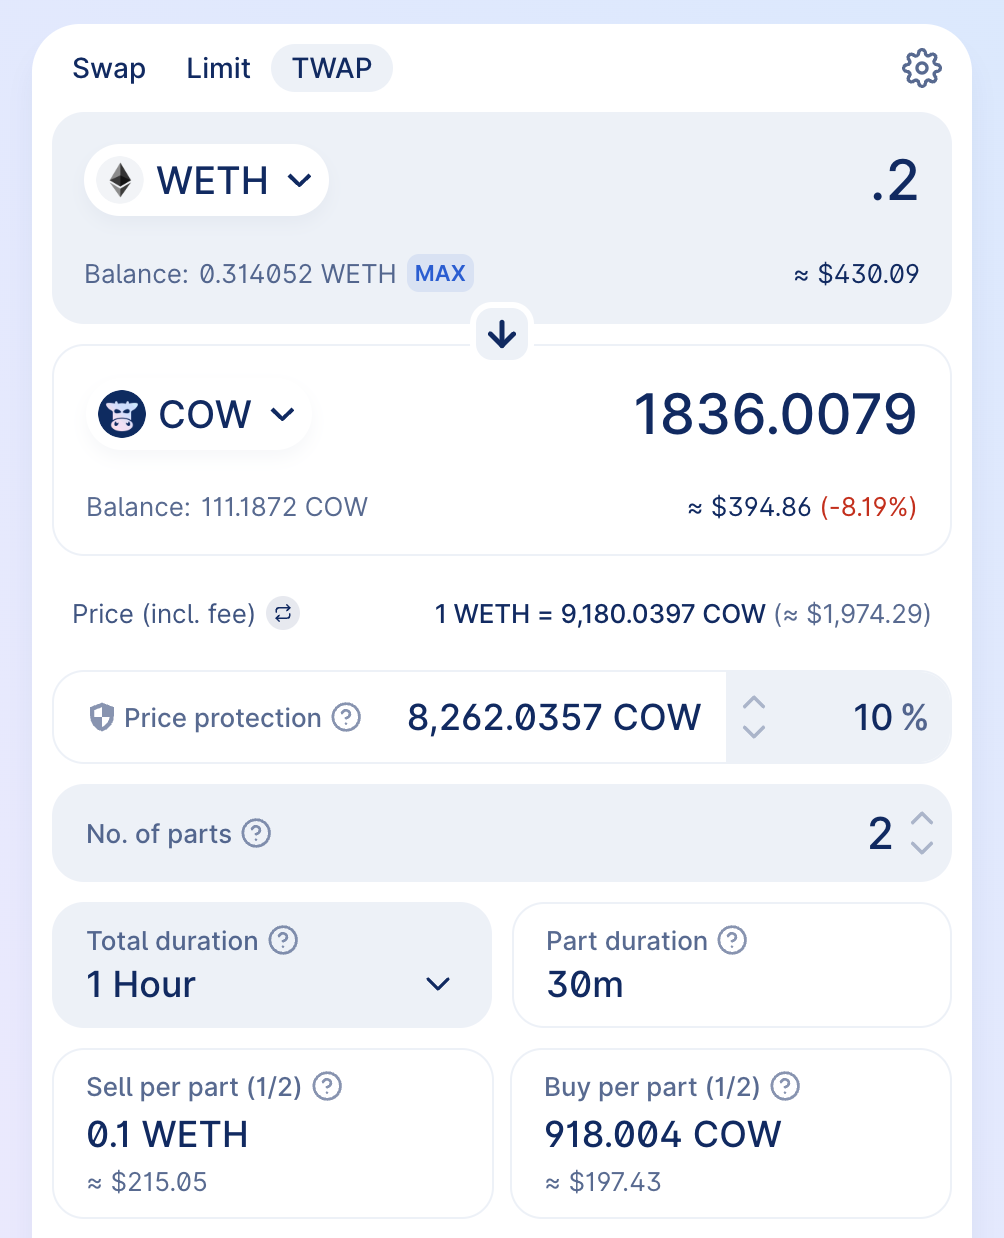 Swap Limit TWAP
WETH .2
Balance: 0.314052 WETH MAX ≈ $430.09
COW 1836.0079
Balance: 111.1872 COW ≈ $394.86 (-8.19%)
Price (incl. fee) 1 WETH = 9,180.0397 COW (≈ $1,974.29)
Price protection ? 8,262.0357 COW 10 %
No. of parts ? 2
Total duration ? Part duration ?
1 Hour 30m
Sell per part (1/2) ? Buy per part (1/2) ?
0.1 WETH 918.004 COW
≈ $215.05 ≈ $197.43